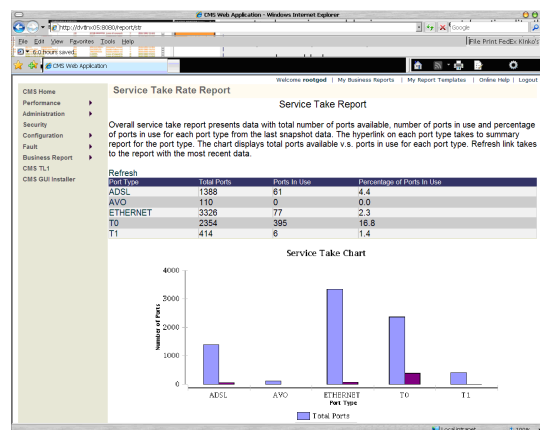 CMS Web Application - Windows Internet Explorer
Google
File Edit View Favorites Tools Help
File Print FedEx Kinko's
6.0 hours saved
CMS Web Application
Welcome rootgod | My Business Reports | My Report Templates | Online Help | Logout
CMS Home
Performance
Administration
Security
Configuration
Fault
Business Report
CMS TL1
CMS GUI Installer
Service Take Rate Report
Service Take Report
Overall service take report presents data with total number of ports available, number of ports in use and percentage
of ports in use for each port type from the last snapshot data. The hyperlink on each port type takes to summary
report for the port type. The chart displays total ports available v.s. ports in use for each port type. Refresh link takes
to the report with the most recent data.
Refresh
Port Type Total Ports Ports In Use Percentage of Ports In Use
ADSL 1388 61 4.4
AVO 110 0 0.0
ETHERNET 3326 77 2.3
T0 2354 395 16.8
T1 414 6 1.4
Service Take Chart
Number of Ports
4000
3000
2000
1000
0
ADSL AVO ETHERNET T0 T1
Port Type
Total Ports
Local intranet
100%